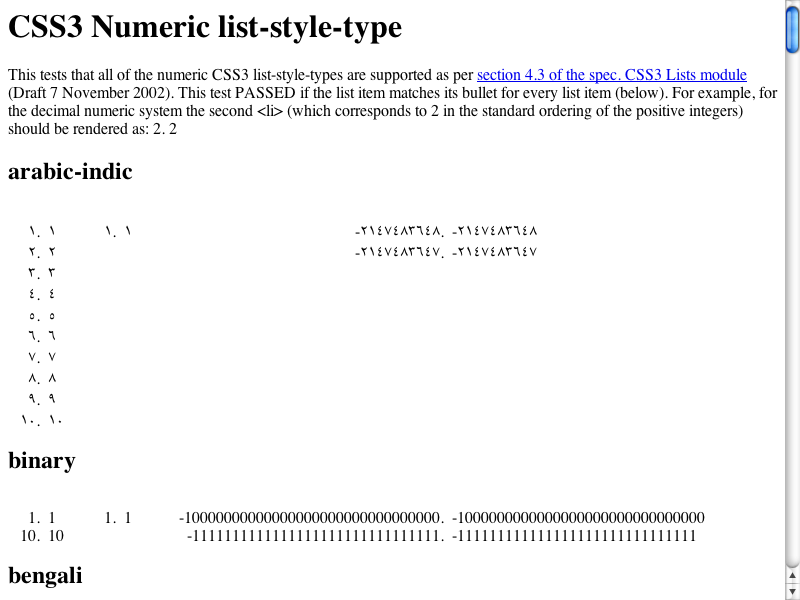 CSS3 Numeric list-style-type
This tests that all of the numeric CSS3 list-style-types are supported as per section 4.3 of the spec. CSS3 Lists module
(Draft 7 November 2002). This test PASSED if the list item matches its bullet for every list item (below). For example, for
the decimal numeric system the second <li> (which corresponds to 2 in the standard ordering of the positive integers)
should be rendered as: 2. 2
arabic-indic
١. ١ ١. ١ -٢١٤٧٤٨٣٦٤٨. -٢١٤٧٤٨٣٦٤٨
٢. ٢ -٢١٤٧٤٨٣٦٤٧. -٢١٤٧٤٨٣٦٤٧
٣. ٣
٤. ٤
٥. ٥
٦. ٦
٧. ٧
٨. ٨
٩. ٩
١٠. ١٠
binary
1. 1 1. 1 -10000000000000000000000000000000. -10000000000000000000000000000000
10. 10 -1111111111111111111111111111111. -1111111111111111111111111111111
bengali